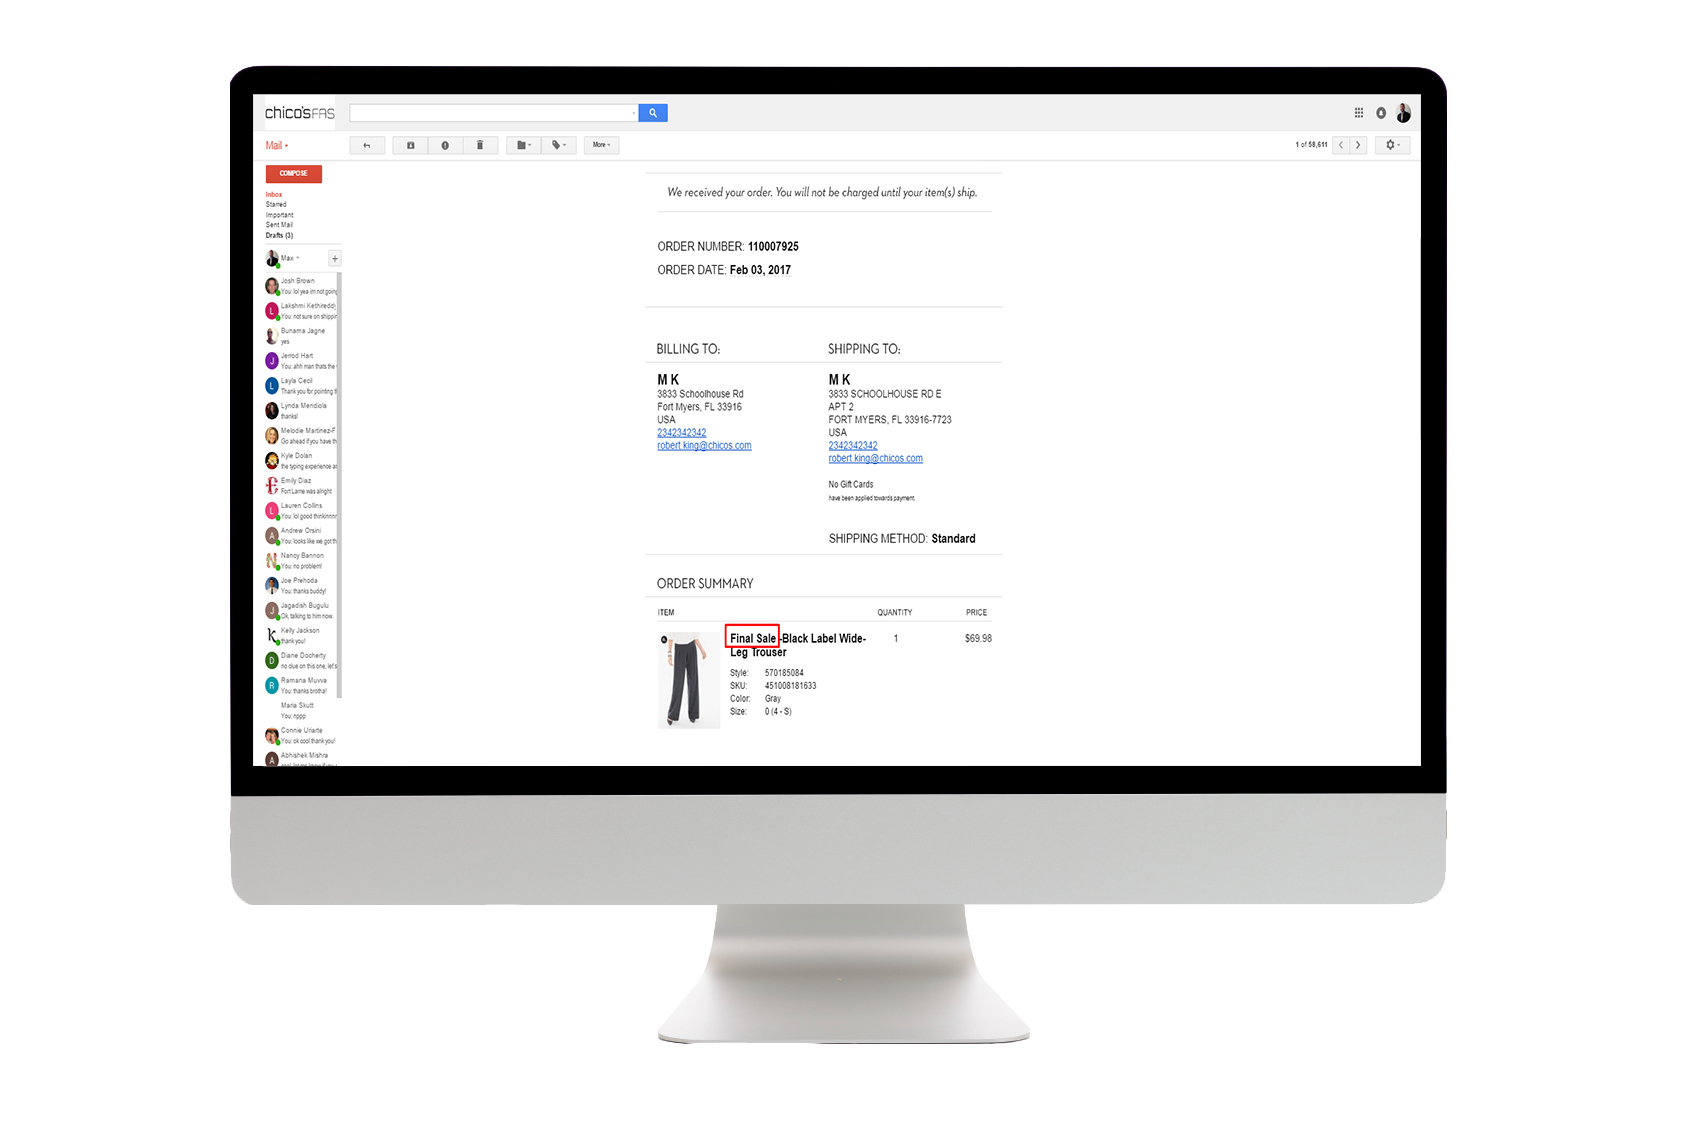 chico'sFAS
Mail
More
1 of 58,611
COMPOSE
Inbox
Starred
Important
Sent Mail
Drafts (3)
Max
+
Josh Brown
You: lol yea im not going
L
Lakshmi Kethireddy
You: not sure on shippin
Bunama Jagne
yes
J
Jerrod Hart
You: ahh man thats the
L
Layla Cecil
Thank you for pointing
Lynda Mendiola
thanks!
Melodie Martinez-F
Go ahead if you have th
Kyle Dolan
the typing experience
Emily Diaz
Fort Lame was alright
L
Lauren Collins
You: lol good thinkinnnn
A
Andrew Orsini
You: looks like we got
Nancy Bannon
You: no problem!
Joe Prehoda
You: thanks buddy!
J
Jagadish Bugulu
Ok, talking to him now.
K
Kelly Jackson
thank you!
D
Diane Docherty
no clue on this one, let's
R
Ramana Muvva
You: thanks brotha!
Maria Skutt
You: nppp
Connie Uriarte
You: ok cool thank you!
A
Abhishek Mishra
We received your order. You will not be charged until your item(s) ship.
ORDER NUMBER: 110007925
ORDER DATE: Feb 03, 2017
BILLING TO:
M K
3833 Schoolhouse Rd
Fort Myers, FL 33916
USA
2342342342
robert.king@chicos.com
SHIPPING TO:
M K
3833 SCHOOLHOUSE RD E
APT 2
FORT MYERS, FL 33916-7723
USA
2342342342
robert.king@chicos.com
No Gift Cards
have been applied towards payment.
SHIPPING METHOD: Standard
ORDER SUMMARY
ITEM QUANTITY PRICE
Final Sale -Black Label Wide- 1 $69.98
Leg Trouser
Style: 570185084
SKU: 451008181633
Color: Gray
Size: 0 (4 - S)